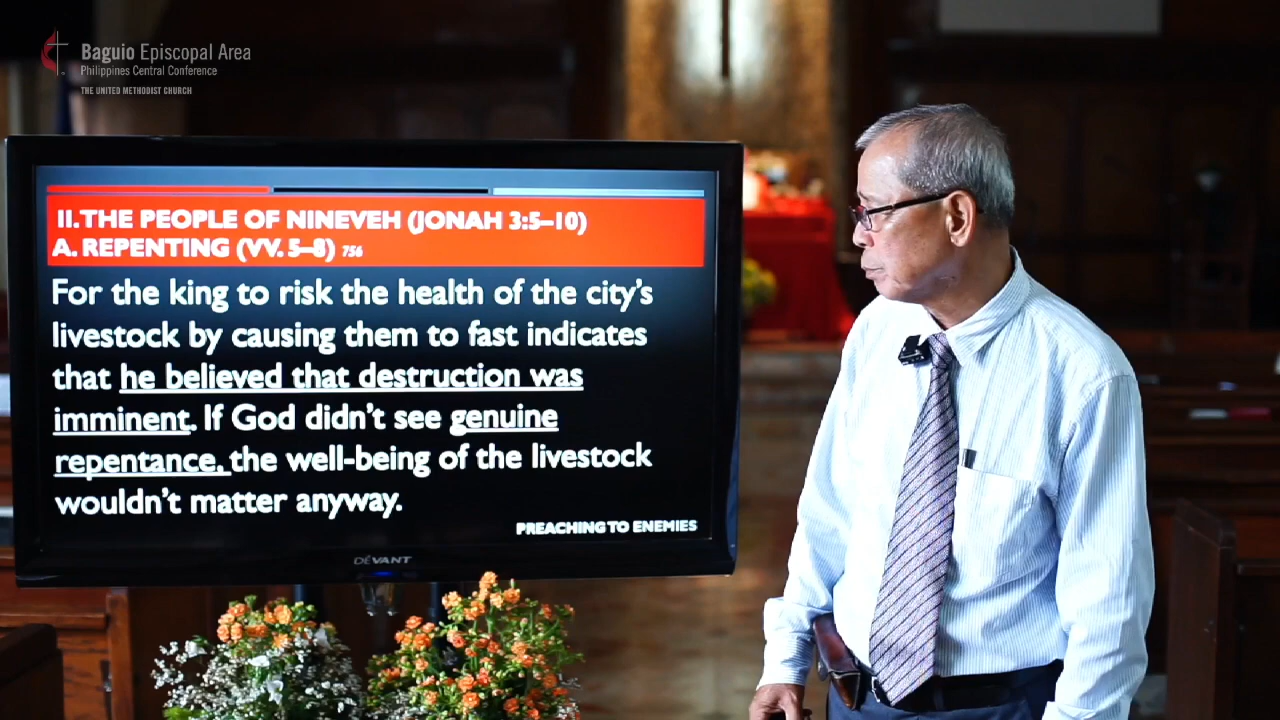 Baguio Episcopal Area
Philippines Central Conference
THE UNITED METHODIST CHURCH
II. THE PEOPLE OF NINEVEH (JONAH 3:5–10)
A. REPENTING (VV. 5–8) 756
For the king to risk the health of the city's
livestock by causing them to fast indicates
that he believed that destruction was
imminent. If God didn't see genuine
repentance, the well-being of the livestock
wouldn't matter anyway.
PREACHING TO ENEMIES
DEVANT